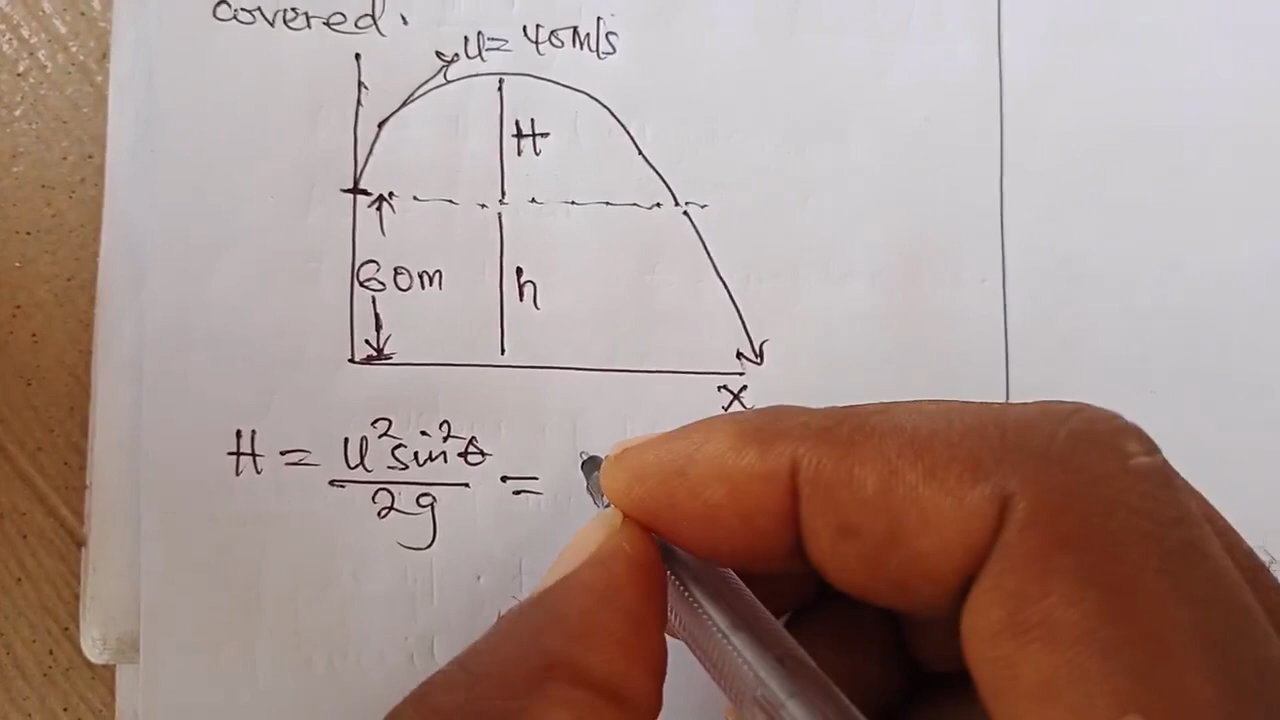 covered.
u= 40m/s
H
60m
h
x
H = u²sin²θ/2g =